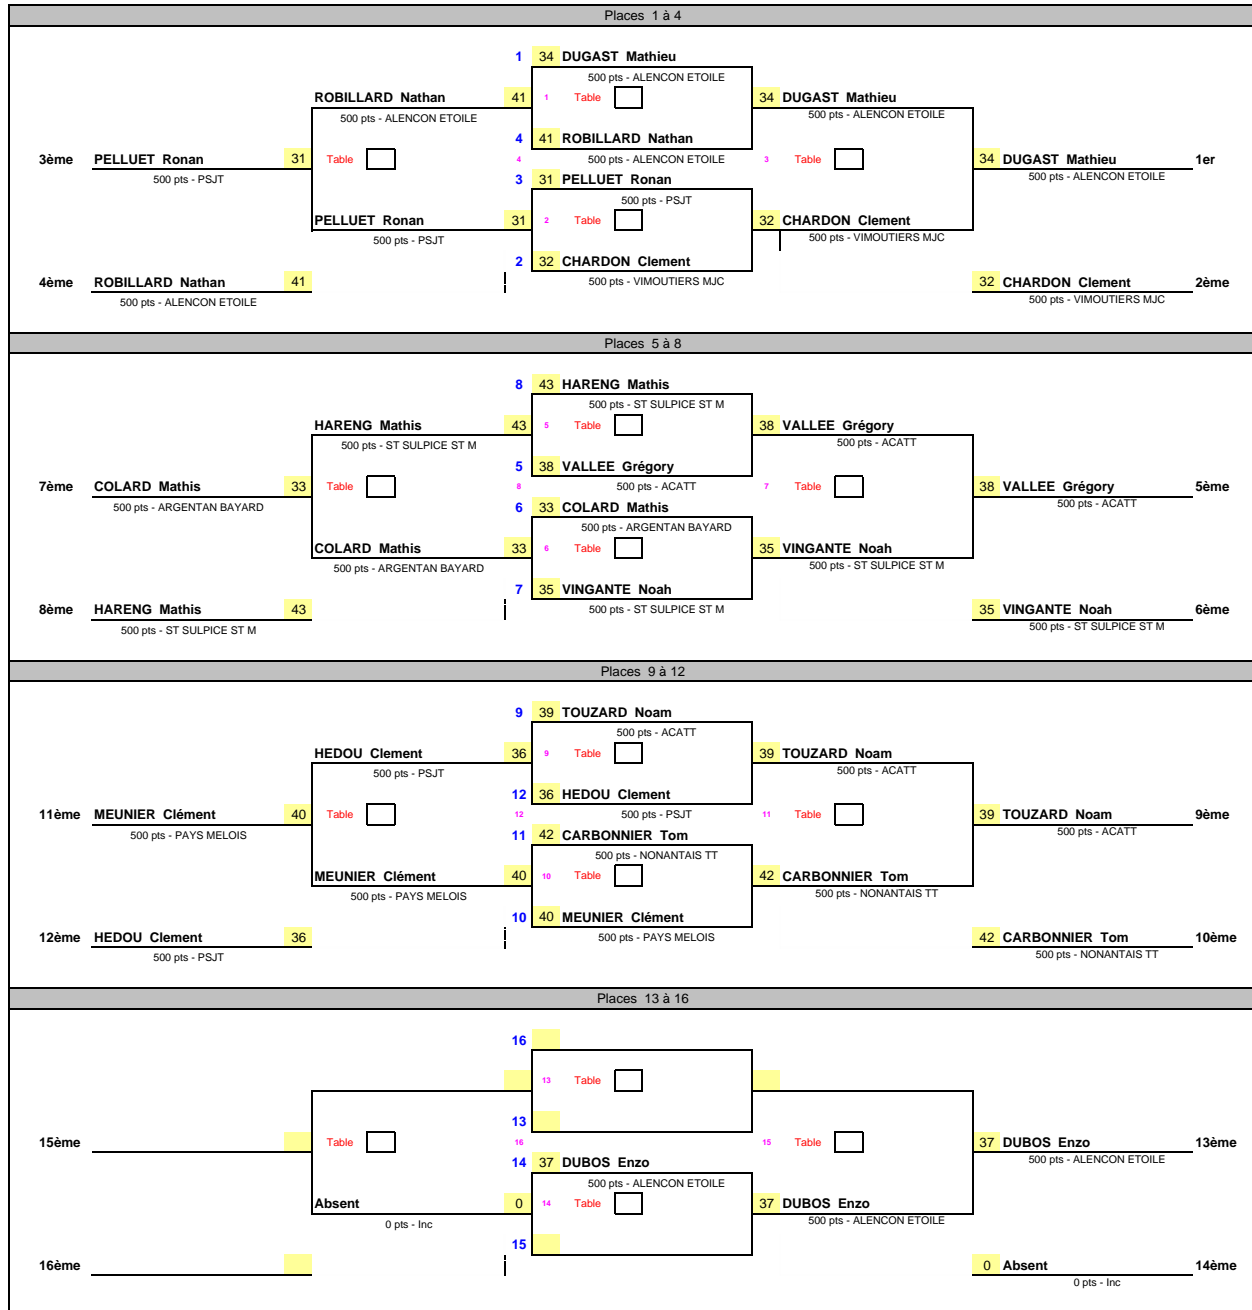 Places 1 à 4
1 34 DUGAST Mathieu
500 pts - ALENCON ETOILE
ROBILLARD Nathan 41 1 Table 34 DUGAST Mathieu
500 pts - ALENCON ETOILE 500 pts - ALENCON ETOILE
4 41 ROBILLARD Nathan
3ème PELLUET Ronan 31 Table 4 500 pts - ALENCON ETOILE 3 Table 34 DUGAST Mathieu 1er
500 pts - PSJT 3 31 PELLUET Ronan 500 pts - ALENCON ETOILE
500 pts - PSJT
PELLUET Ronan 31 2 Table 32 CHARDON Clement
500 pts - PSJT 500 pts - VIMOUTIERS MJC
2 32 CHARDON Clement
4ème ROBILLARD Nathan 41 500 pts - VIMOUTIERS MJC 32 CHARDON Clement 2ème
500 pts - ALENCON ETOILE 500 pts - VIMOUTIERS MJC
Places 5 à 8
8 43 HARENG Mathis
500 pts - ST SULPICE ST M
HARENG Mathis 43 5 Table 38 VALLEE Grégory
500 pts - ST SULPICE ST M 500 pts - ACATT
5 38 VALLEE Grégory
7ème COLARD Mathis 33 Table 8 500 pts - ACATT 7 Table 38 VALLEE Grégory 5ème
500 pts - ARGENTAN BAYARD 6 33 COLARD Mathis 500 pts - ACATT
500 pts - ARGENTAN BAYARD
COLARD Mathis 33 6 Table 35 VINGANTE Noah
500 pts - ARGENTAN BAYARD 500 pts - ST SULPICE ST M
7 35 VINGANTE Noah
8ème HARENG Mathis 43 500 pts - ST SULPICE ST M 35 VINGANTE Noah 6ème
500 pts - ST SULPICE ST M 500 pts - ST SULPICE ST M
Places 9 à 12
9 39 TOUZARD Noam
500 pts - ACATT
HEDOU Clement 36 9 Table 39 TOUZARD Noam
500 pts - PSJT 500 pts - ACATT
12 36 HEDOU Clement
11ème MEUNIER Clément 40 Table 12 500 pts - PSJT 11 Table 39 TOUZARD Noam 9ème
500 pts - PAYS MELOIS 11 42 CARBONNIER Tom 500 pts - ACATT
500 pts - NONANTAIS TT
MEUNIER Clément 40 10 Table 42 CARBONNIER Tom
500 pts - PAYS MELOIS 500 pts - NONANTAIS TT
10 40 MEUNIER Clément
12ème HEDOU Clement 36 500 pts - PAYS MELOIS 42 CARBONNIER Tom 10ème
500 pts - PSJT 500 pts - NONANTAIS TT
Places 13 à 16
16
13 Table
13
15ème Table 16 15 Table 37 DUBOS Enzo 13ème
14 37 DUBOS Enzo 500 pts - ALENCON ETOILE
500 pts - ALENCON ETOILE
Absent 0 14 Table 37 DUBOS Enzo
0 pts - Inc 500 pts - ALENCON ETOILE
15
16ème 0 Absent 14ème
0 pts - Inc